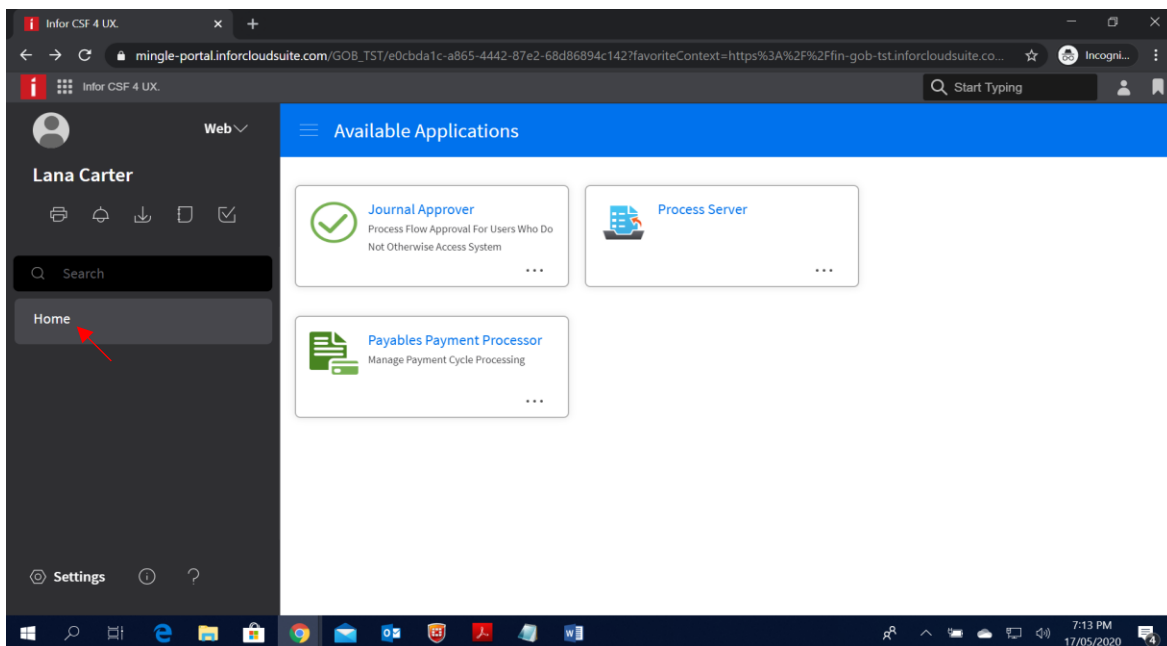 Infor CSF 4 UX.
mingle-portal.inforcloudsuite.com/GOB_TST/e0cbda1c-a865-4442-87e2-68d86894c142?favoriteContext=https%3A%2F%2Ffin-gob-tst.inforcloudsuite.co...
Incogni...
Infor CSF 4 UX.
Start Typing
Web
Available Applications
Lana Carter
Journal Approver
Process Flow Approval For Users Who Do
Not Otherwise Access System
...
Process Server
...
Search
Home
Payables Payment Processor
Manage Payment Cycle Processing
...
Settings
7:13 PM
17/05/2020
4